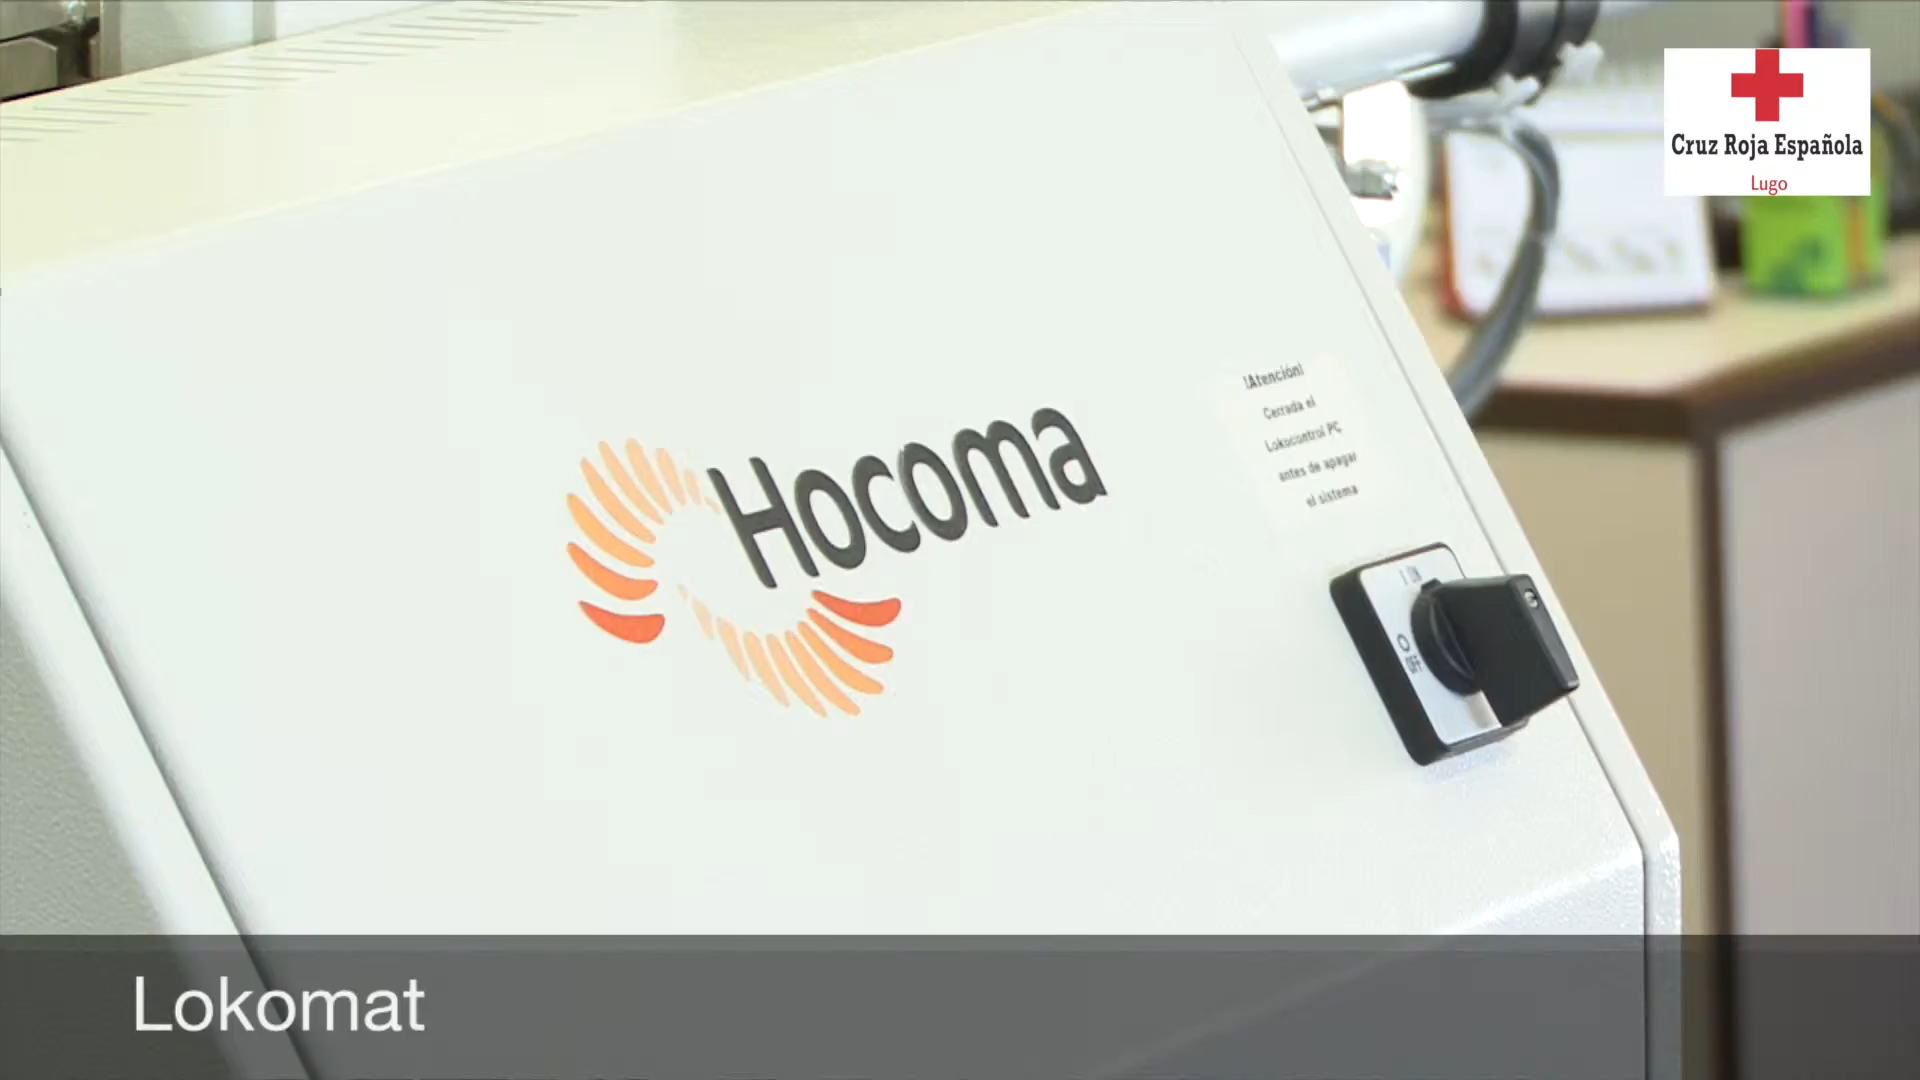 Cruz Roja Española
Lugo
Hocoma
!Atención!
Cerrada el
Lokocontrol PC
antes de apagar
el sistema
I ON
O
OFF
Lokomat